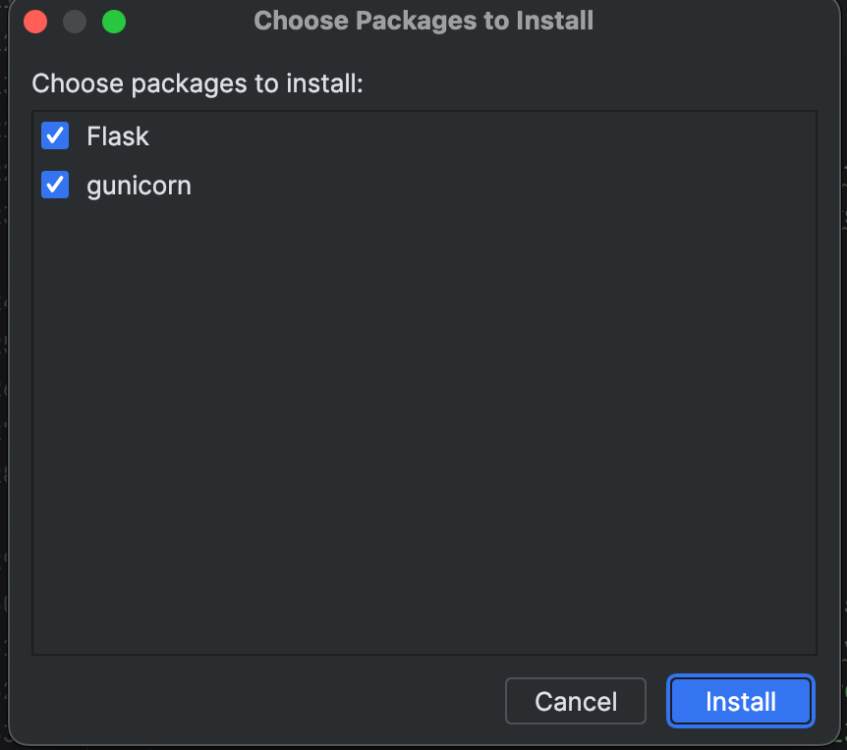 Choose Packages to Install
Choose packages to install:
Flask
gunicorn
Cancel
Install